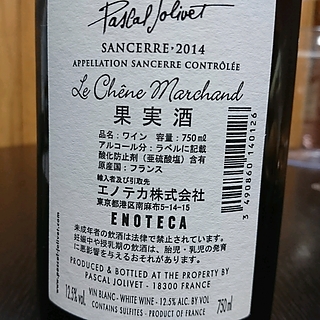 Pascal Jolivet
SANCERRE • 2014
APPELLATION SANCERRE CONTRÔLÉE
Le Chêne Marchand
果実酒
品名：ワイン 容量：750mℓ
アルコール分：ラベルに記載
酸化防止剤（亜硫酸塩）含有
原産国：フランス
輸入者及び引取先
エノテカ株式会社
東京都港区南麻布5-14-15
ENOTECA
未成年者の飲酒は法律で禁止されています。
妊娠中や授乳期の飲酒は、胎児・乳児の発育
に悪影響を与えるおそれがあります。
PRODUCED & BOTTLED AT THE PROPERTY BY
PASCAL JOLIVET - 18300 FRANCE
12.5% vol. VIN BLANC - WHITE WINE - 12.5% ALC. BY VOL 750ml
CONTAINS SULFITES - PRODUCT OF FRANCE
www.pascal-jolivet.com
3 490860 140126